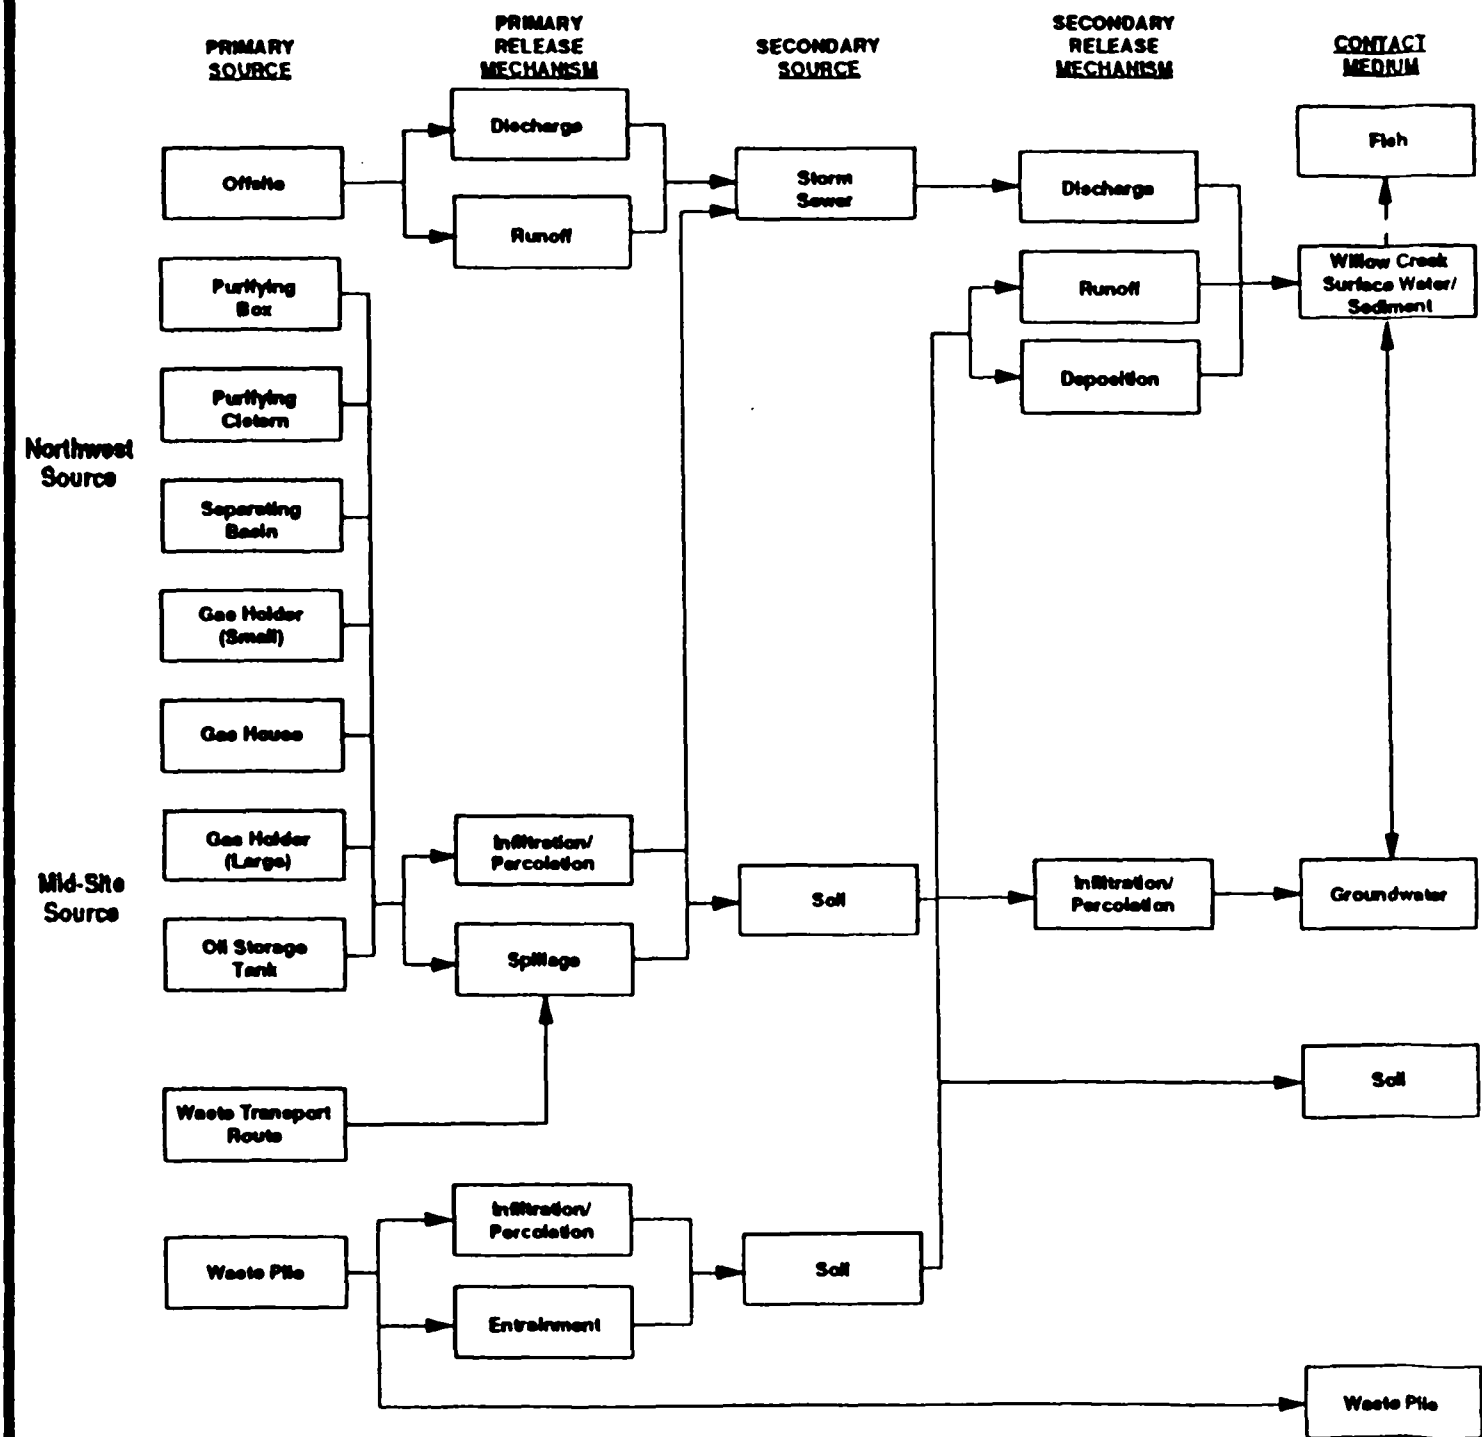 PRIMARY
SOURCE
PRIMARY
RELEASE
MECHANISM
SECONDARY
SOURCE
SECONDARY
RELEASE
MECHANISM
CONTACT
MEDIUM
Offsite
Discharge
Runoff
Storm
Sewer
Discharge
Runoff
Deposition
Fish
Willow Creek
Surface Water/
Sediment
Northwest
Source
Purifying
Box
Purifying
Cistern
Separating
Basin
Gas Holder
(Small)
Gas House
Mid-Site
Source
Gas Holder
(Large)
Oil Storage
Tank
Infiltration/
Percolation
Spillage
Soil
Infiltration/
Percolation
Groundwater
Waste Transport
Route
Soil
Waste Pile
Infiltration/
Percolation
Entrainment
Soil
Waste Pile